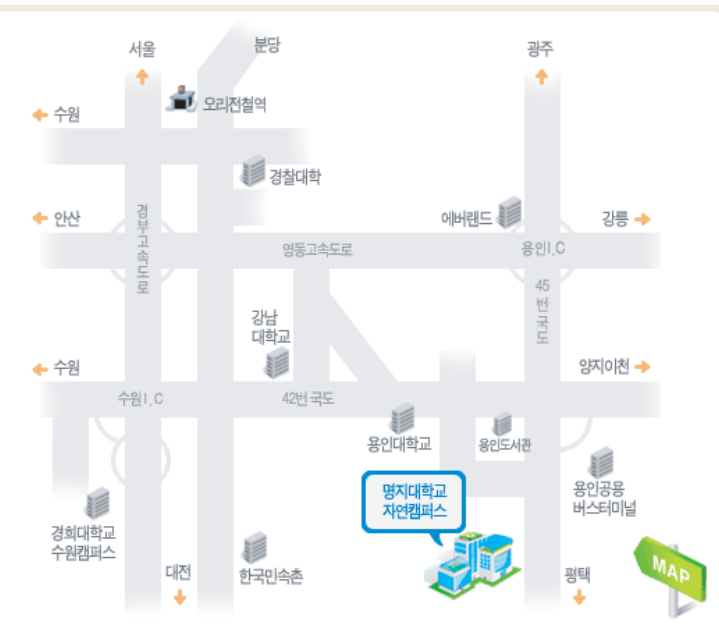 서울
분당
광주
오리전철역
수원
경찰대학
안산
경부고속도로
에버랜드
강릉
영동고속도로
용인I.C
45번국도
강남
대학교
수원
양지이천
수원I.C
42번 국도
용인대학교
용인도서관
명지대학교
자연캠퍼스
용인공용
버스터미널
경희대학교
수원캠퍼스
대전
한국민속촌
평택
MAP